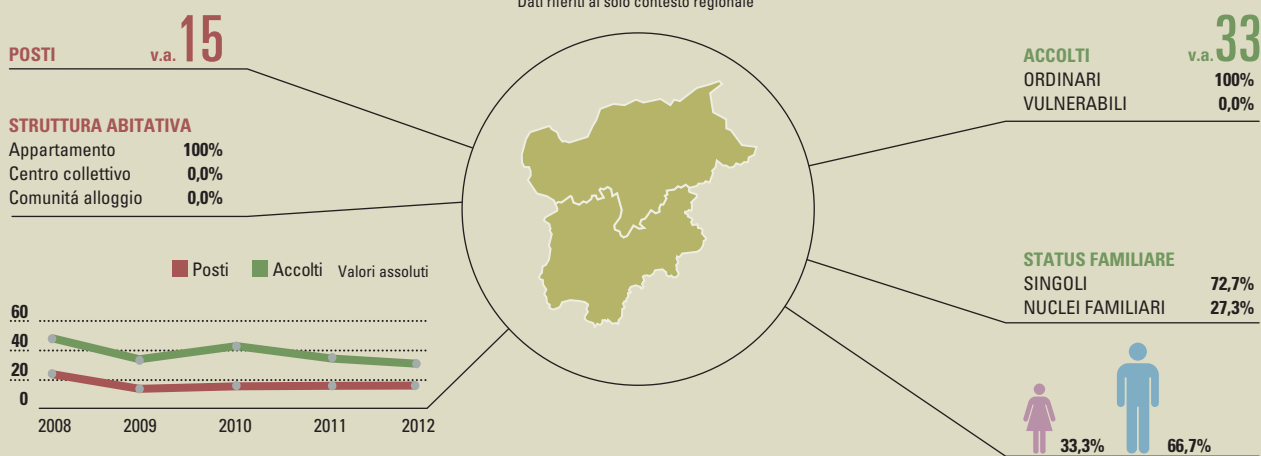 Dati riferiti al solo contesto regionale
POSTI v.a. 15
STRUTTURA ABITATIVA
Appartamento 100%
Centro collettivo 0,0%
Comunitá alloggio 0,0%
Posti Accolti Valori assoluti
60
40
20
0
2008 2009 2010 2011 2012
ACCOLTI v.a. 33
ORDINARI 100%
VULNERABILI 0,0%
STATUS FAMILIARE
SINGOLI 72,7%
NUCLEI FAMILIARI 27,3%
33,3% 66,7%